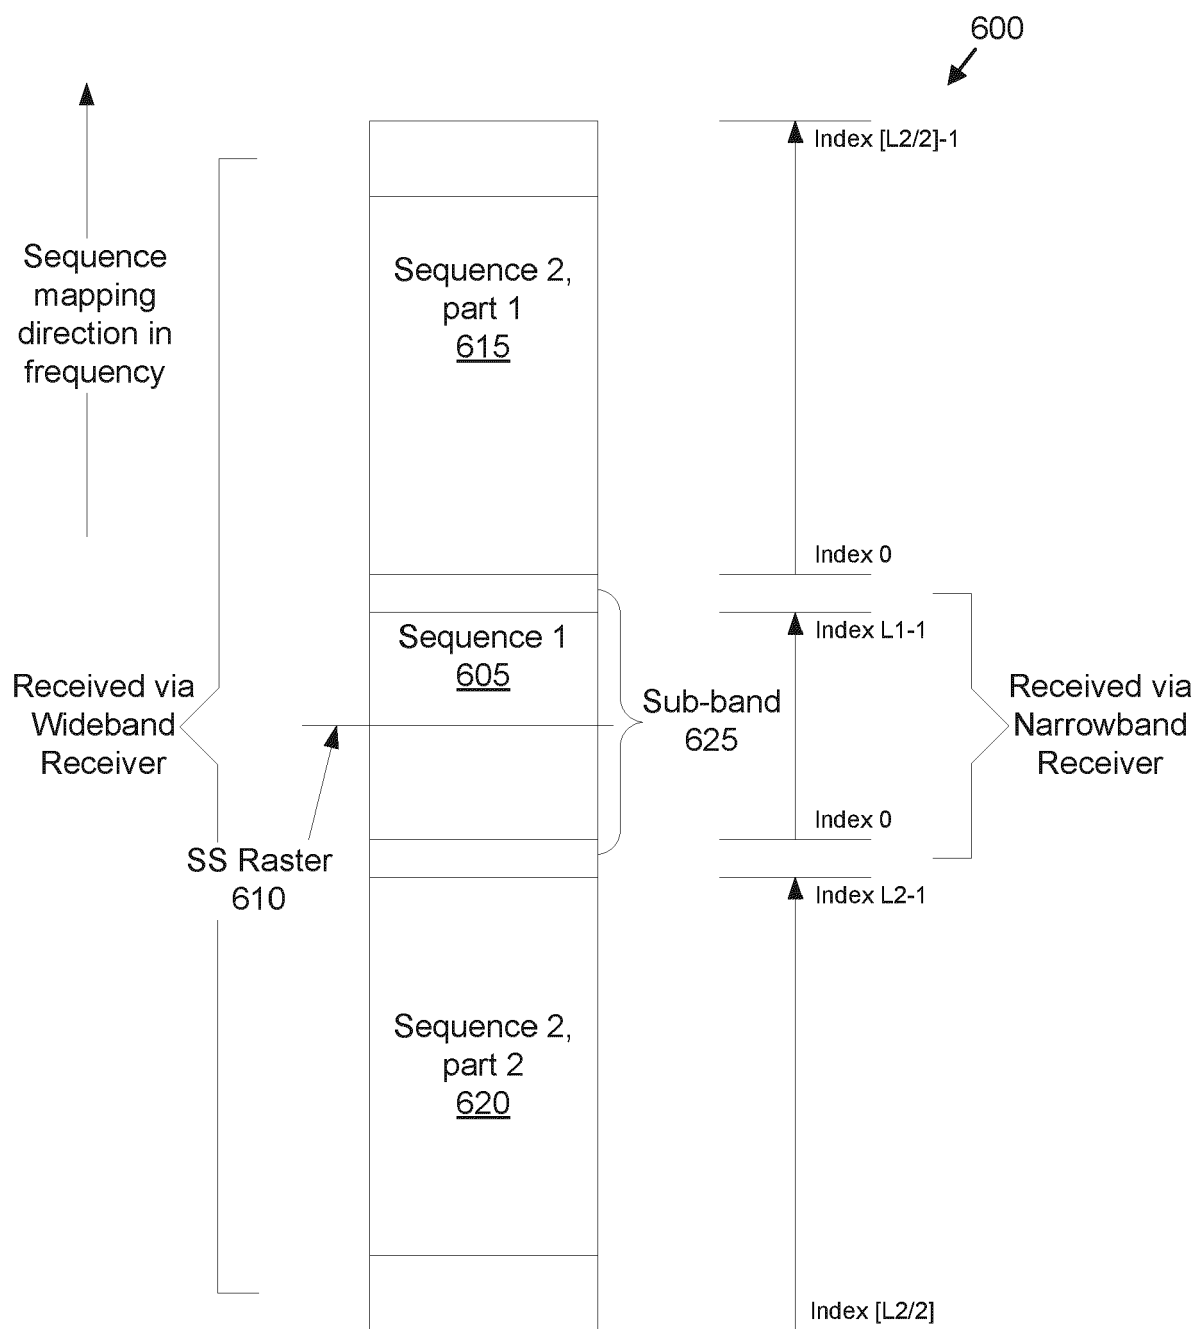 600
Index [L2/2]-1
Sequence
mapping
direction in
frequency
Sequence 2,
part 1
615
Index 0
Index L1-1
Sequence 1
605
Sub-band
625
Received via
Wideband
Receiver
Received via
Narrowband
Receiver
Index 0
SS Raster
610
Index L2-1
Sequence 2,
part 2
620
Index [L2/2]